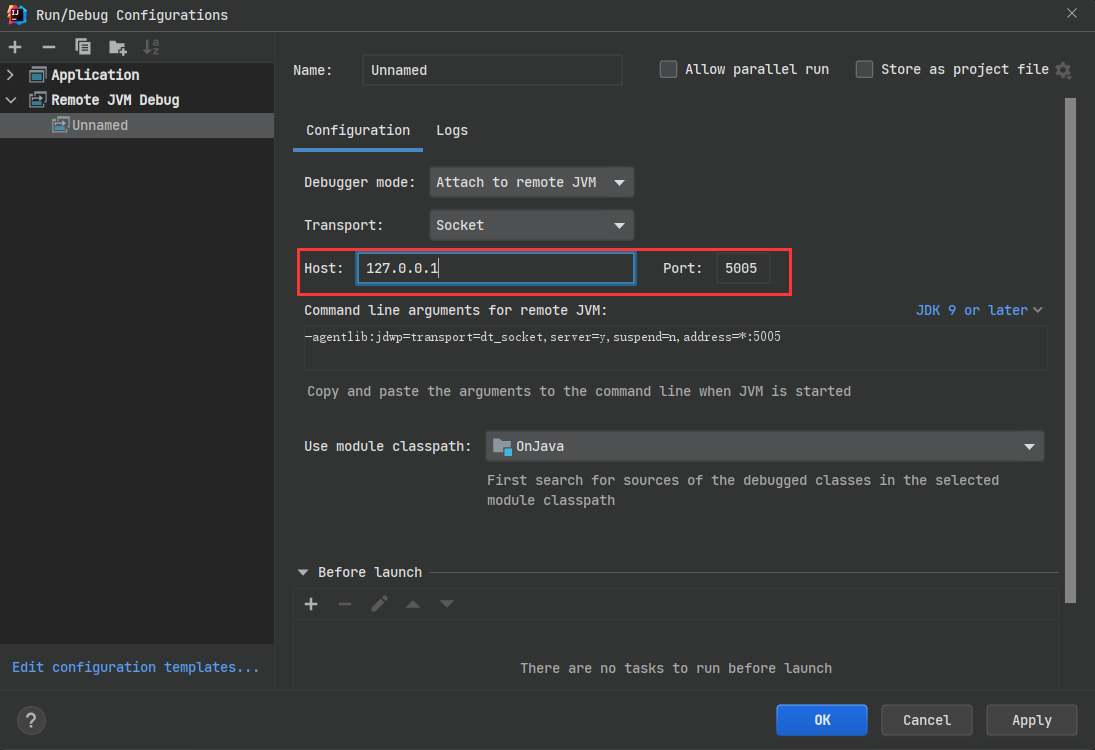 Run/Debug Configurations
Application
Remote JVM Debug
Unnamed
Edit configuration templates...
Name: Unnamed
Allow parallel run
Store as project file
Configuration Logs
Debugger mode: Attach to remote JVM
Transport: Socket
Host: 127.0.0.1 Port: 5005
Command line arguments for remote JVM: JDK 9 or later
-agentlib:jdwp=transport=dt_socket,server=y,suspend=n,address=*:5005
Copy and paste the arguments to the command line when JVM is started
Use module classpath: OnJava
First search for sources of the debugged classes in the selected
module classpath
Before launch
There are no tasks to run before launch
? OK Cancel Apply